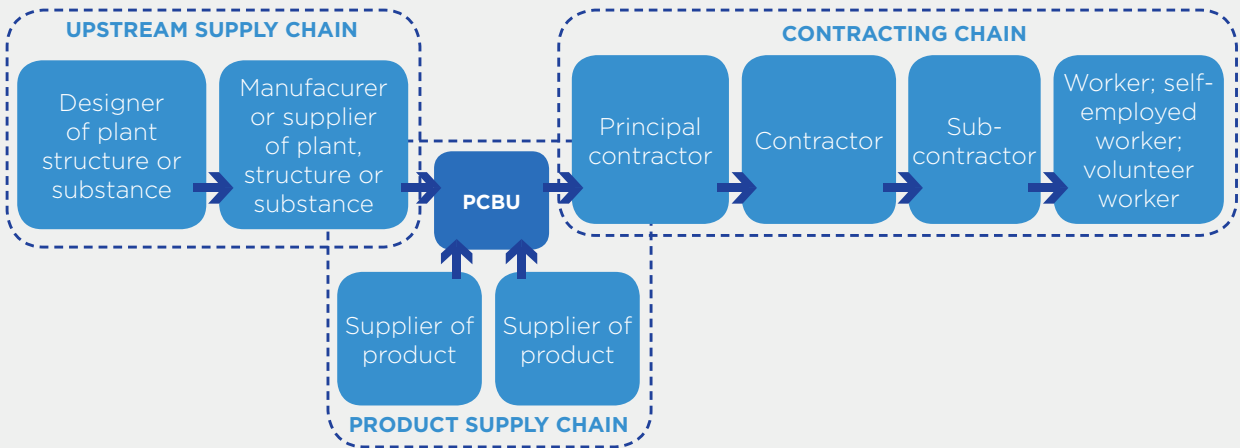 UPSTREAM SUPPLY CHAIN
Designer
of plant
structure or
substance
Manufacurer
or supplier
of plant,
structure or
substance
PCBU
CONTRACTING CHAIN
Principal
contractor
Contractor
Sub-
contractor
Worker; self-
employed
worker;
volunteer
worker
Supplier of
product
Supplier of
product
PRODUCT SUPPLY CHAIN